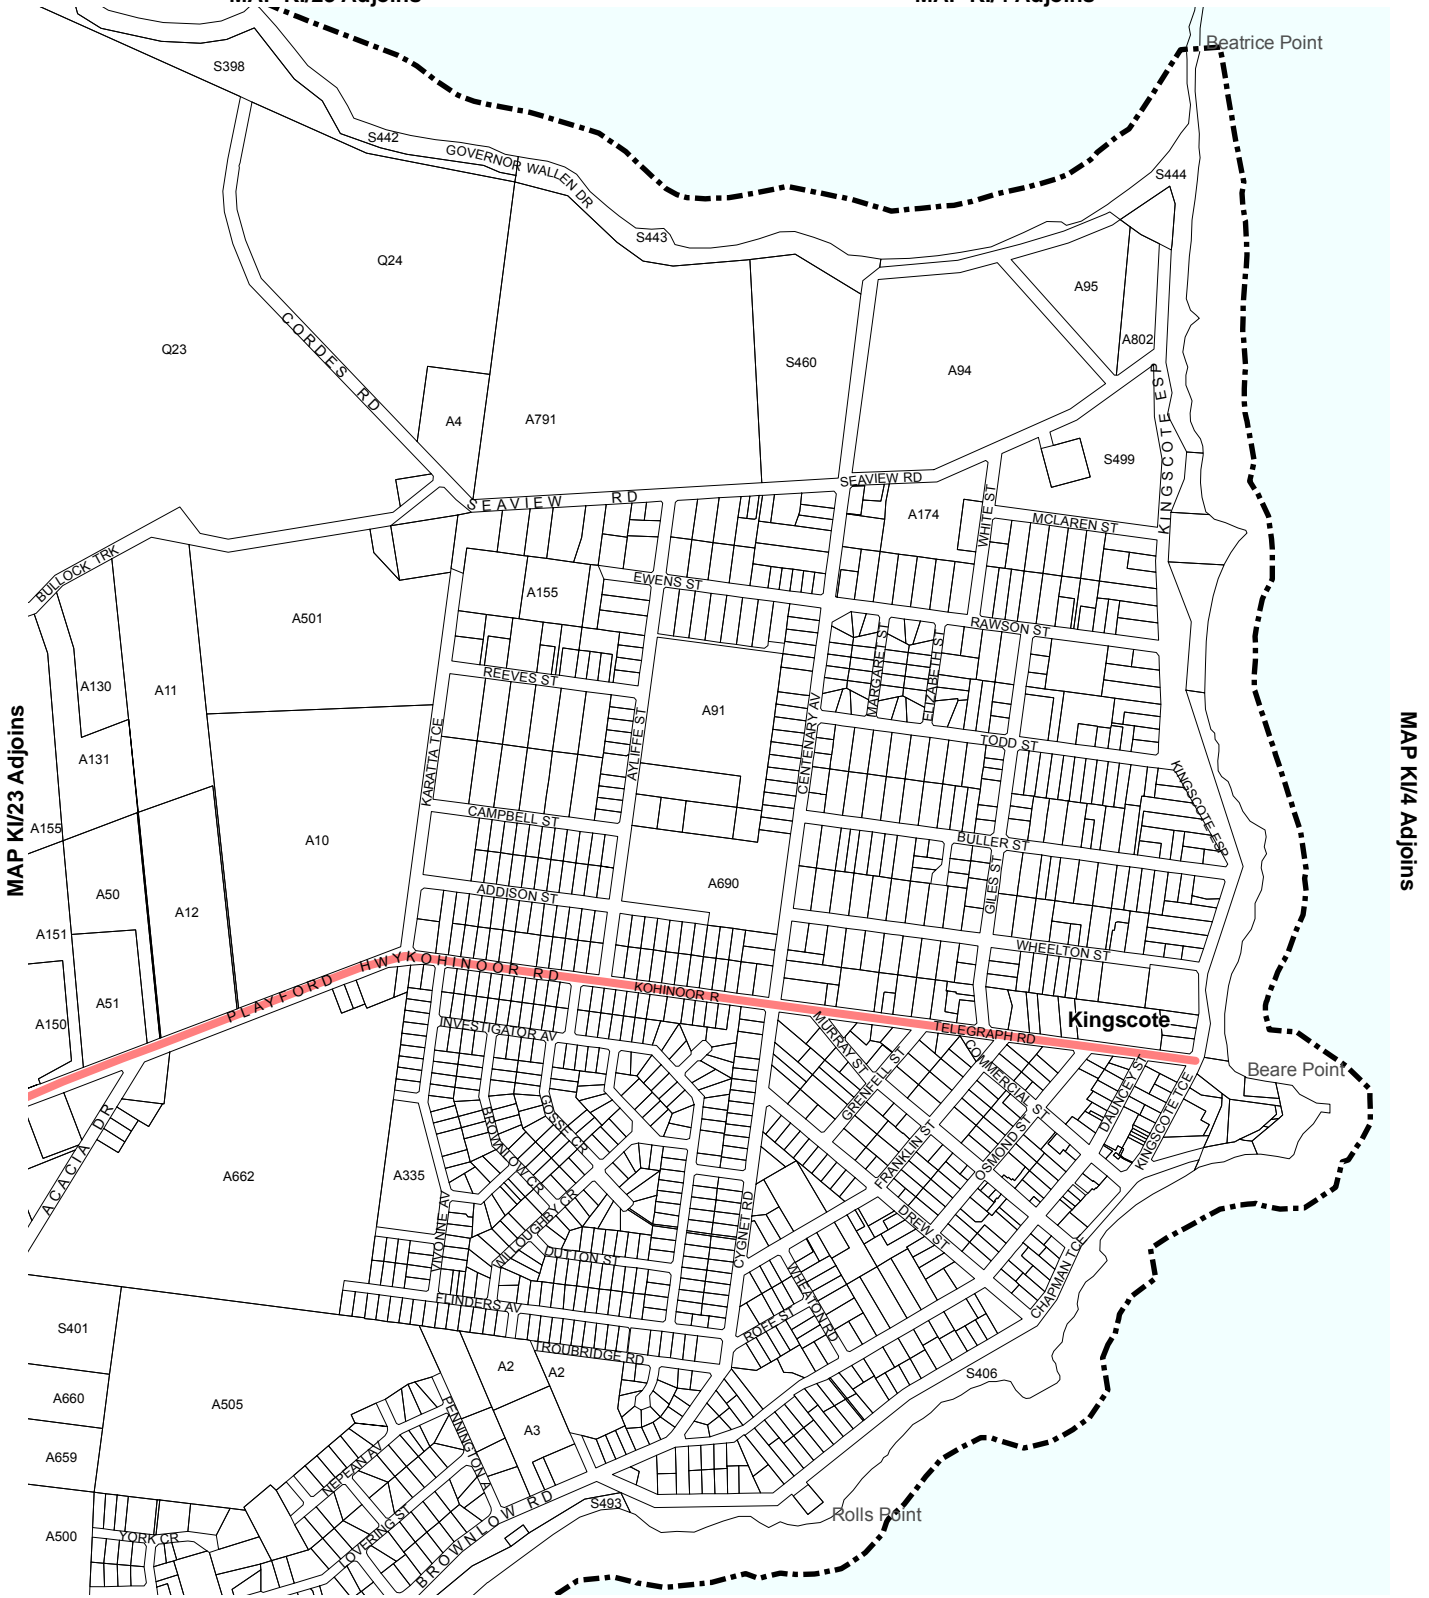 Beatrice Point
S398
S442
GOVERNOR WALLEN DR
S444
S443
Q24
A95
CORDES RD
A802
Q23
S460
A94
KINGSCOTE ESP
A4
A791
S499
SEAVIEW RD
SEAVIEW RD
A174
WHITE ST
MCLAREN ST
BULLOCK TRK
EWENS ST
A155
A501
RAWSON ST
MARGARET ST
ELIZABETH ST
REEVES ST
A130
A11
A91
CENTENARY AV
AYLIFFE ST
KARATTA TCE
TODD ST
MAP KI/23 Adjoins
MAP KI/4 Adjoins
A131
KINGSCOTE ESP
A155
A10
CAMPBELL ST
BULLER ST
GILES ST
A50
A12
ADDISON ST
A690
A151
WHEELTON ST
PLAYFORD HWY
KOHINOOR RD
KOHINOOR R
A51
A150
INVESTIGATOR AV
MURRAY ST
TELEGRAPH RD
Kingscote
Beare Point
GRENFELL ST
COMMERCIAL ST
DAUNCEY ST
KINGSCOTE TCE
ACACIA DR
BROWNLOW CR
GOSSE CR
FRANKLIN ST
OSMOND ST
A662
A335
YIVONNE AV
WILLOUGHBY CR
CYGNET RD
DREW ST
DUTTON ST
WHEATON RD
CHAPMAN TCE
FLINDERS AV
ROFE ST
S401
TROUBRIDGE RD
A2
A2
S406
A660
A505
PENNINGTON A
A3
A659
NEPEAN AV
BROWNLOW RD
S493
Rolls Point
A500
YORK CR
OVERING ST